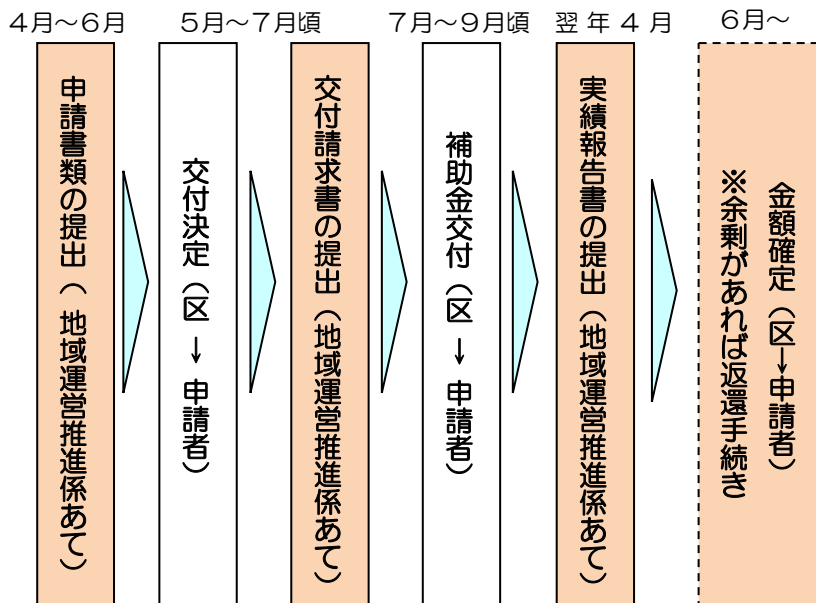 4月～6月
5月～7月頃
7月～9月頃
翌年4月
6月～
申請書類の提出（地域運営推進係あて）
交付決定（区→申請者）
交付請求書の提出（地域運営推進係あて）
補助金交付（区→申請者）
実績報告書の提出（地域運営推進係あて）
金額確定（区→申請者）
※余剰があれば返還手続き